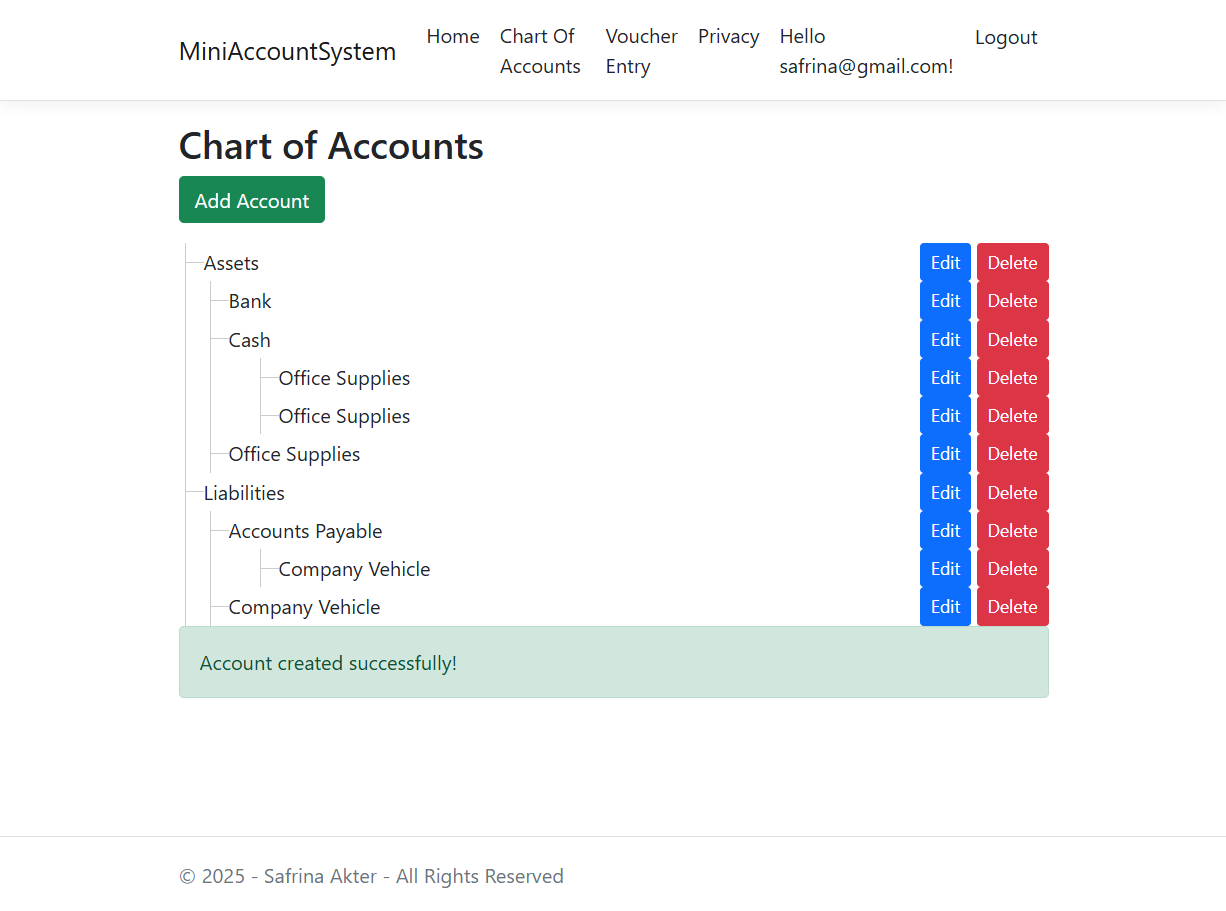 MiniAccountSystem
Home
Chart Of
Accounts
Voucher
Entry
Privacy
Hello
safrina@gmail.com!
Logout
Chart of Accounts
Add Account
Assets Edit Delete
Bank Edit Delete
Cash Edit Delete
Office Supplies Edit Delete
Office Supplies Edit Delete
Office Supplies Edit Delete
Liabilities Edit Delete
Accounts Payable Edit Delete
Company Vehicle Edit Delete
Company Vehicle Edit Delete
Account created successfully!
© 2025 - Safrina Akter - All Rights Reserved